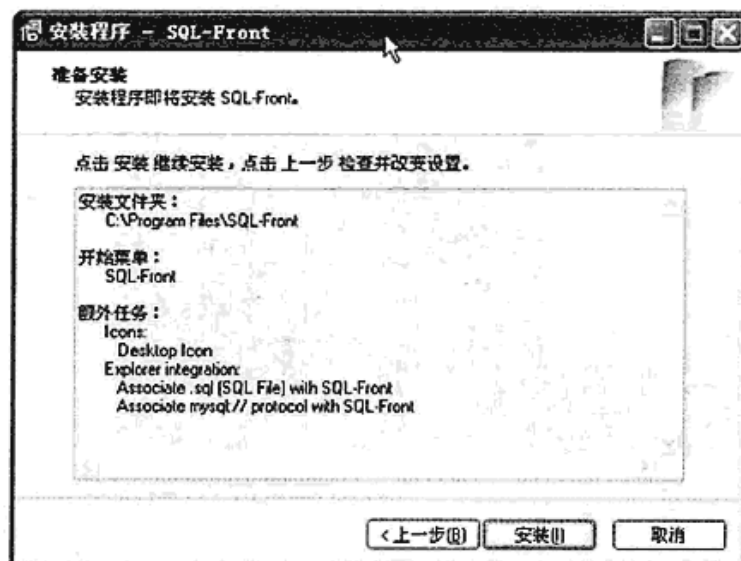 安装程序 - SQL-Front
准备安装
安装程序即将安装 SQL-Front。
点击 安装 继续安装，点击 上一步 检查并改变设置。
安装文件夹：
C:\Program Files\SQL-Front
开始菜单：
SQL-Front
额外任务：
Icons:
Desktop Icon
Explorer integration:
Associate .sql (SQL File) with SQL-Front
Associate mysql:// protocol with SQL-Front
<上一步(B) 安装(I) 取消